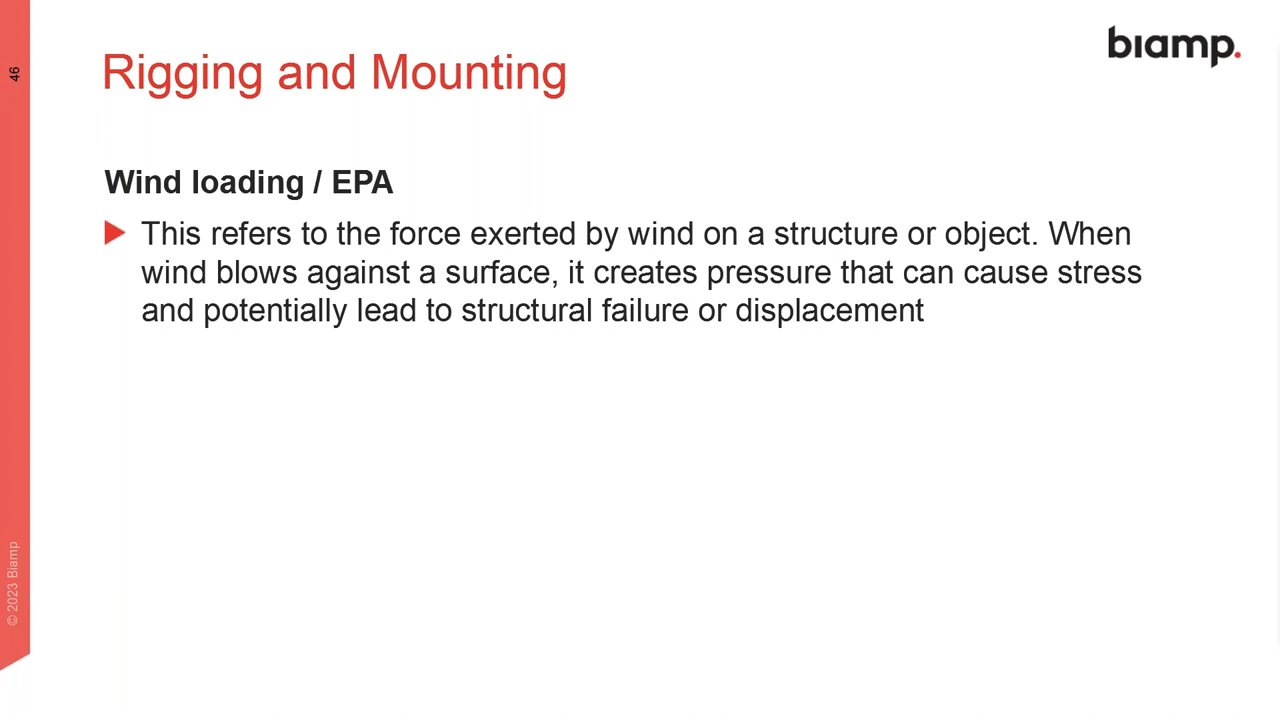 46
Rigging and Mounting
biamp.
Wind loading / EPA
This refers to the force exerted by wind on a structure or object. When
wind blows against a surface, it creates pressure that can cause stress
and potentially lead to structural failure or displacement
© 2023 Biamp